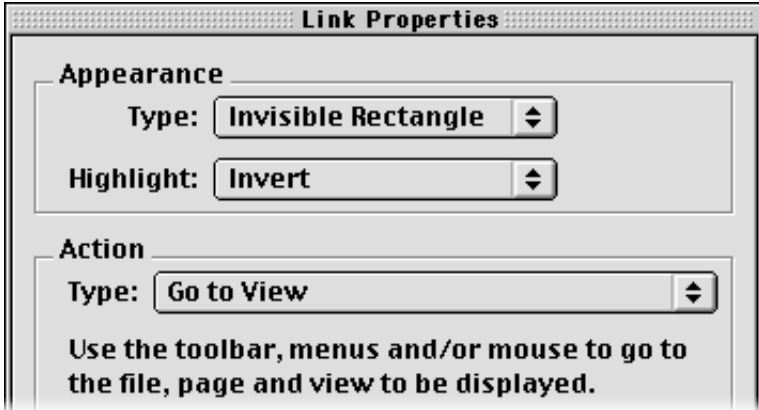 Link Properties
Appearance
Type: Invisible Rectangle
Highlight: Invert
Action
Type: Go to View
Use the toolbar, menus and/or mouse to go to
the file, page and view to be displayed.